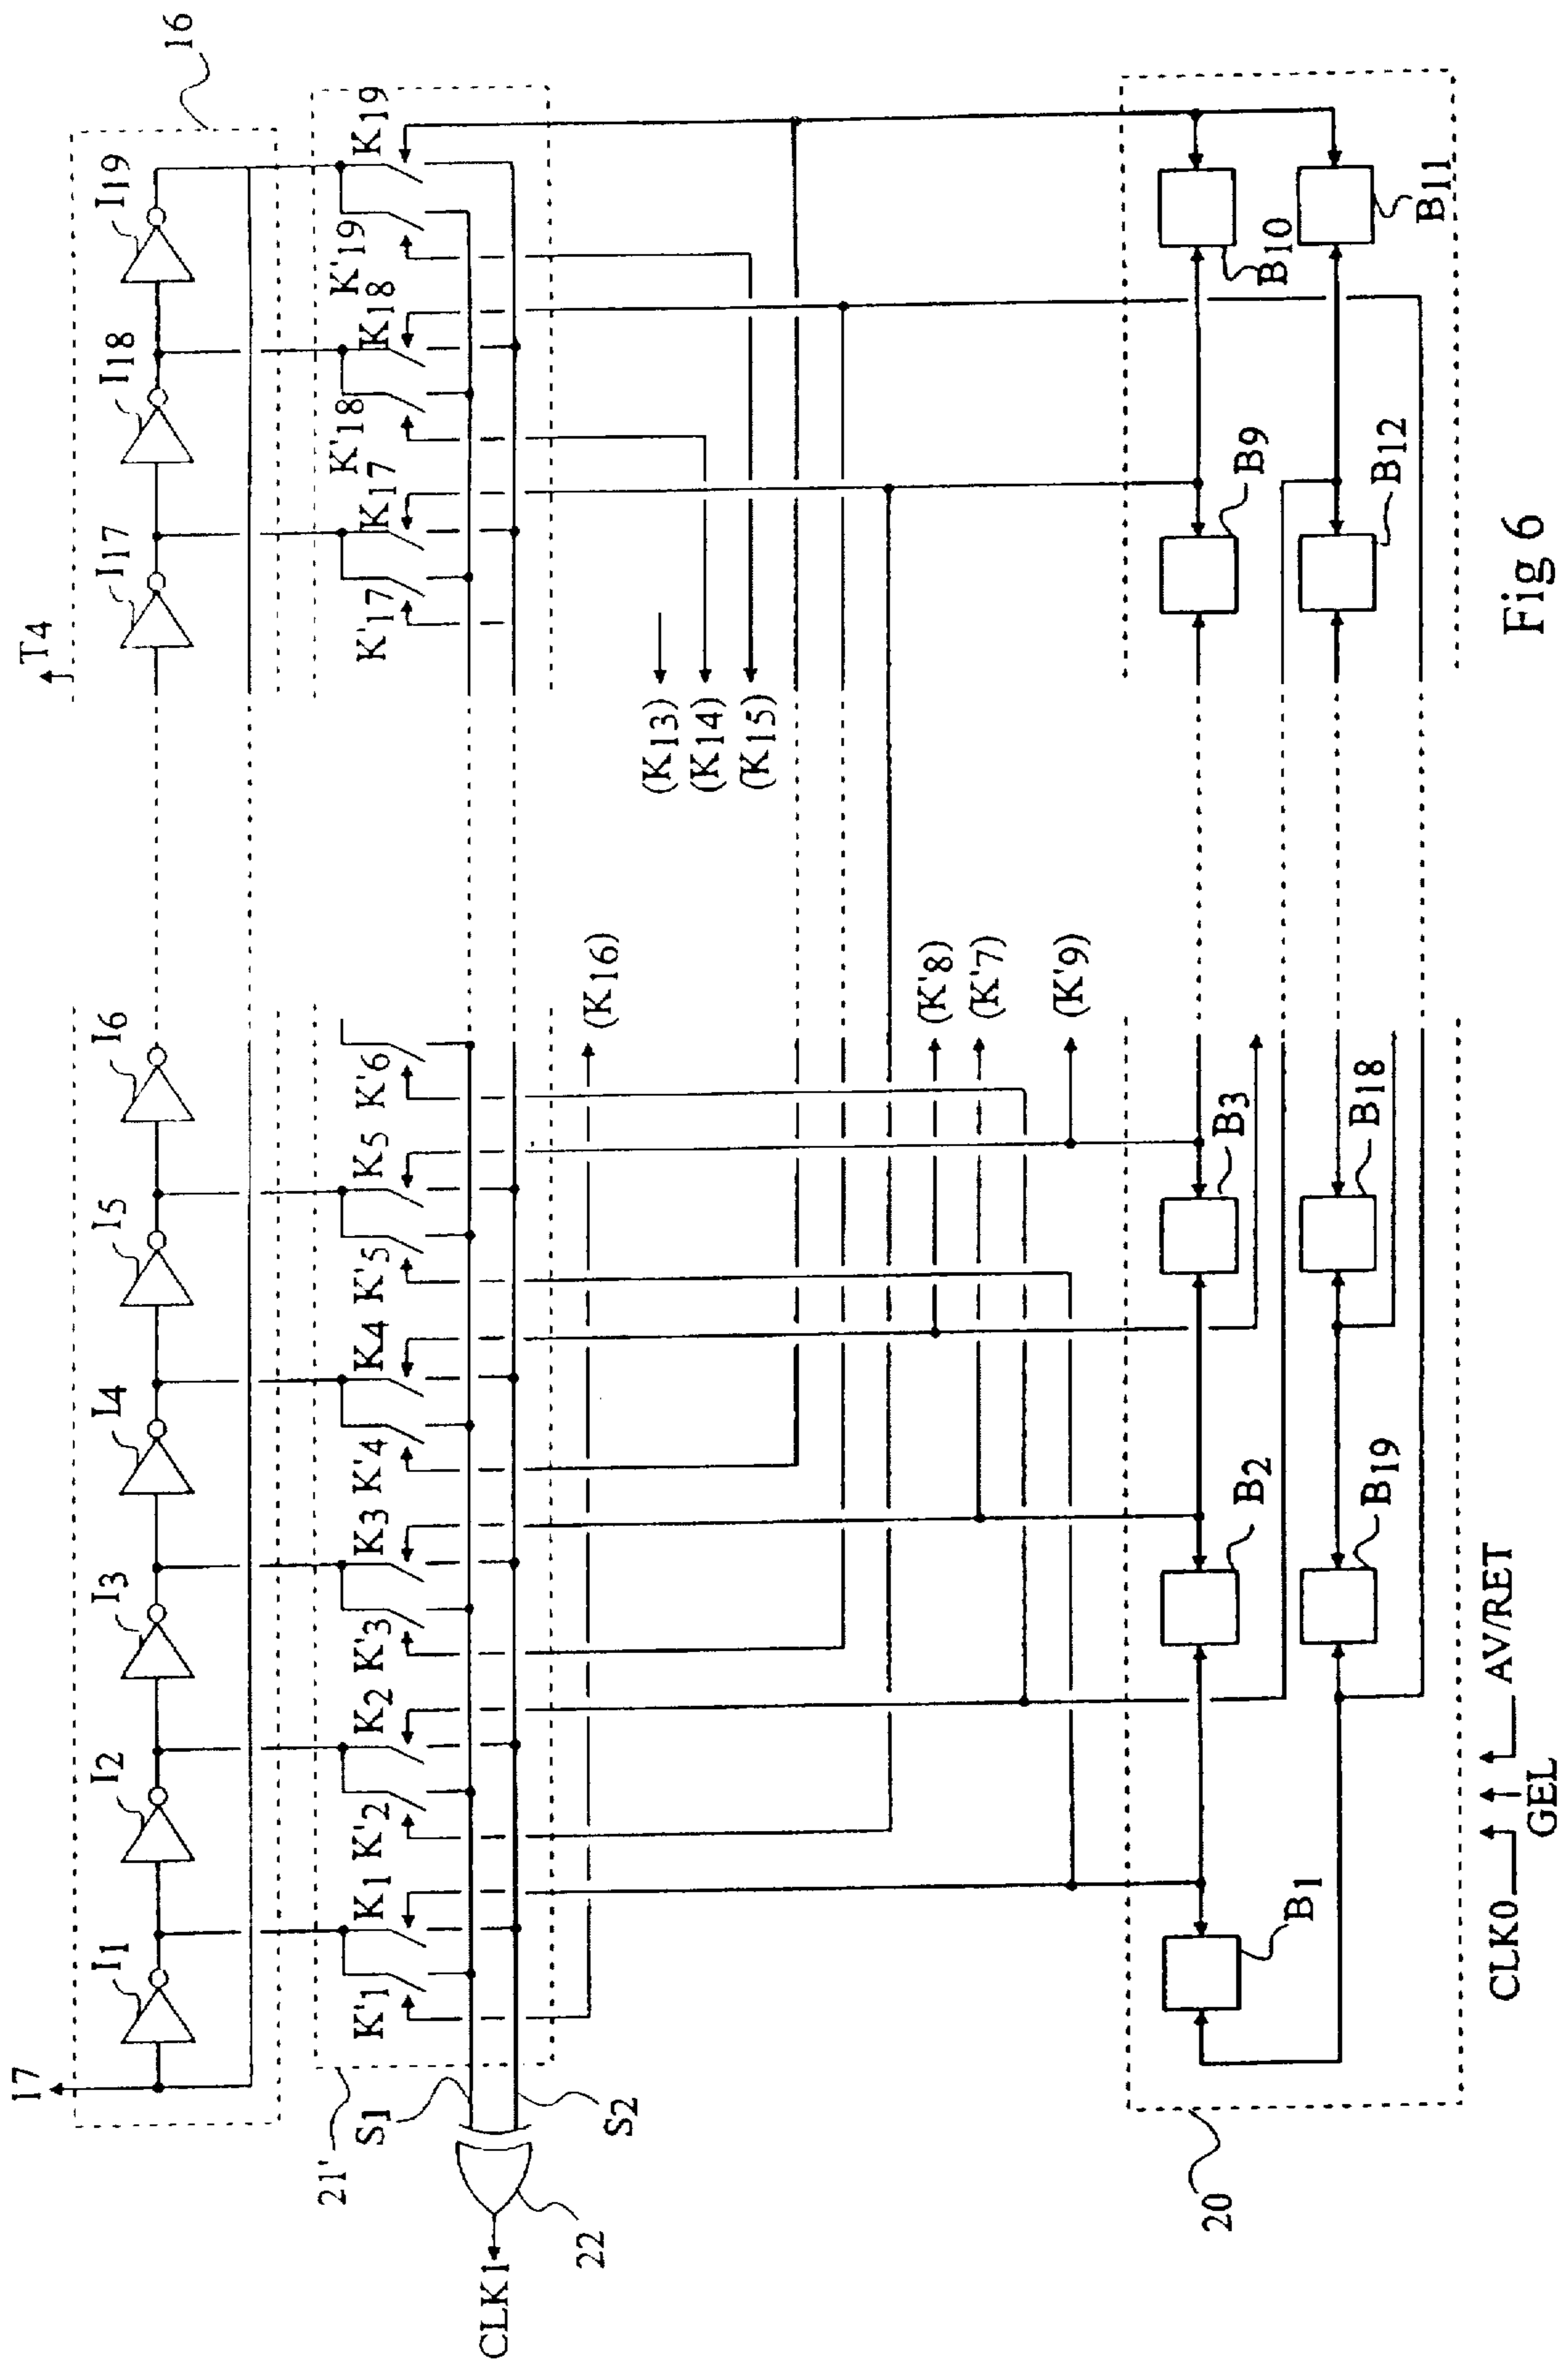 17
T4
16
I1
I2
I3
I4
I5
I6
I17
I18
I19
K'1
K1
K'2
K2
K'3
K3
K'4
K4
K'5
K5
K'6
K'17
K17
K'18
K18
K'19
K19
21'
S1
S2
22
CLK1
(K16)
(K13)
(K14)
(K15)
(K'8)
(K'7)
(K'9)
B1
B2
B3
B9
B10
B19
B18
B12
B11
20
CLK0
GEL
AV/RET
Fig 6